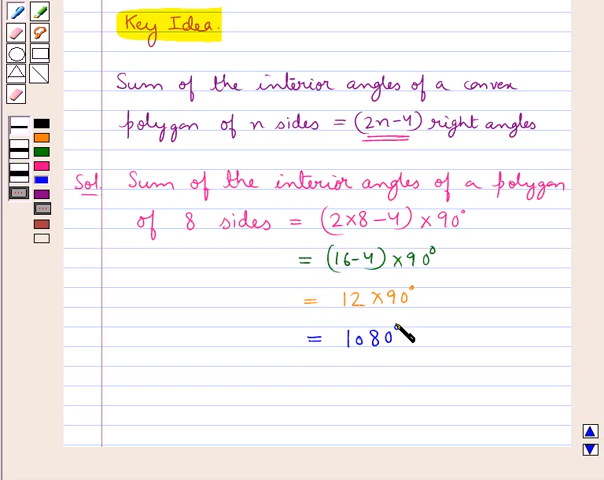 Key Idea.
Sum of the interior angles of a convex
polygon of n sides = (2n-4) right angles
Sol. Sum of the interior angles of a polygon
of 8 sides = (2×8-4)×90°
= (16-4)×90°
= 12×90°
= 1080°